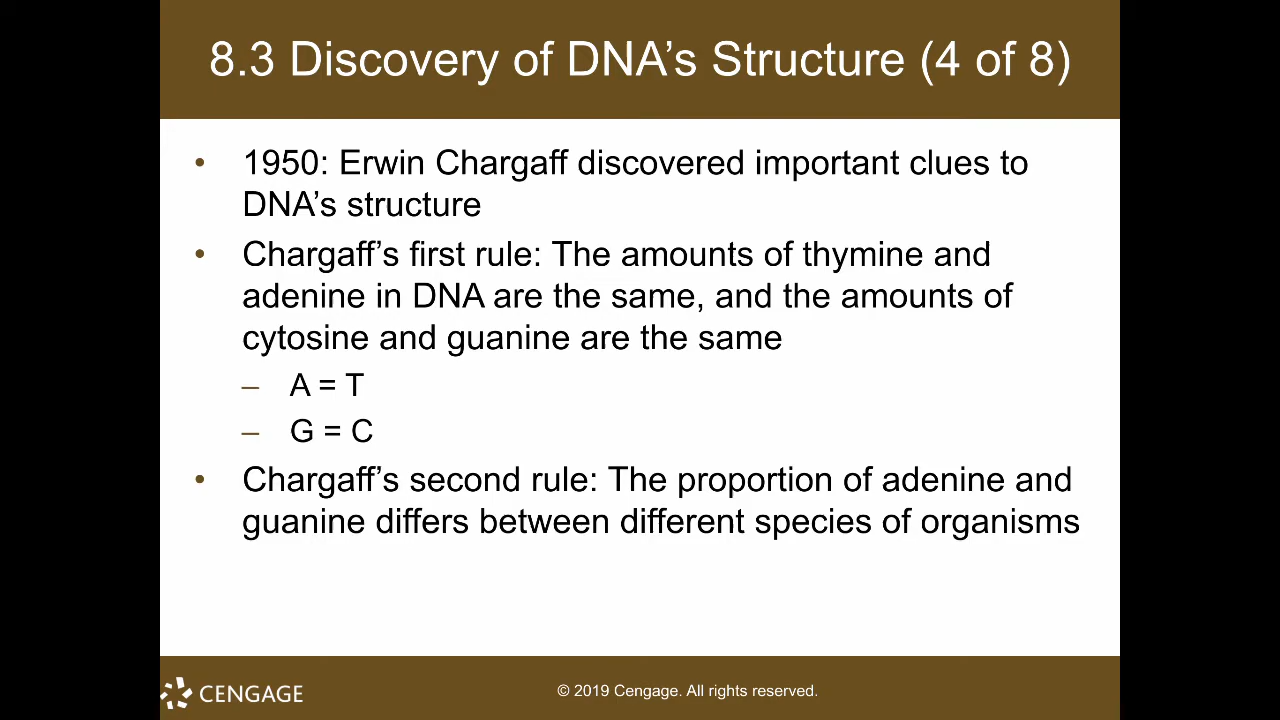 8.3 Discovery of DNA’s Structure (4 of 8)
• 1950: Erwin Chargaff discovered important clues to
DNA’s structure
• Chargaff’s first rule: The amounts of thymine and
adenine in DNA are the same, and the amounts of
cytosine and guanine are the same
– A = T
– G = C
• Chargaff’s second rule: The proportion of adenine and
guanine differs between different species of organisms
CENGAGE
© 2019 Cengage. All rights reserved.